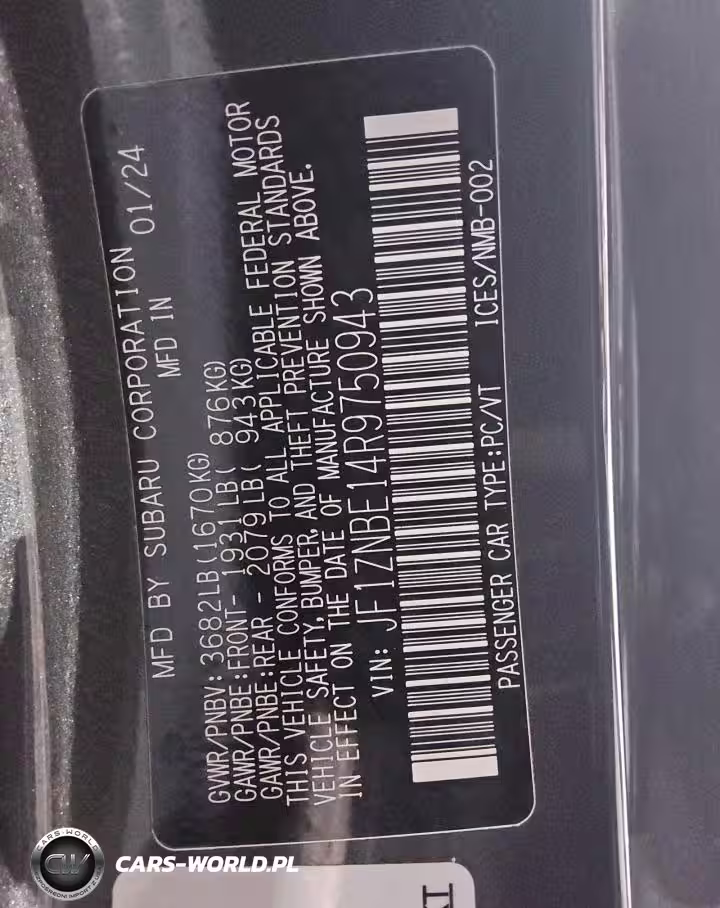 MFD BY SUBARU CORPORATION
MFD IN 01/24
GVWR/PNBV: 3682LB(1670KG)
GAWR/PNBE:FRONT- 1931LB( 876KG)
GAWR/PNBE:REAR - 2079LB( 943KG)
THIS VEHICLE CONFORMS TO ALL APPLICABLE FEDERAL MOTOR
VEHICLE SAFETY, BUMPER, AND THEFT PREVENTION STANDARDS
IN EFFECT ON THE DATE OF MANUFACTURE SHOWN ABOVE.
VIN: JF1ZNBE14R9750943
PASSENGER CAR TYPE:PC/VT ICES/NMB-002
CARS-WORLD
CW
CARS-WORLD.PL